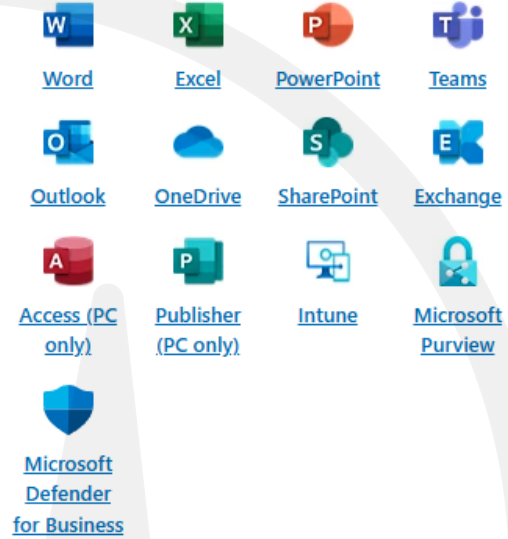 W X P T
Word Excel PowerPoint Teams
O S E
Outlook OneDrive SharePoint Exchange
A P
Access (PC Publisher Intune Microsoft
only) (PC only) Purview
Microsoft
Defender
for Business